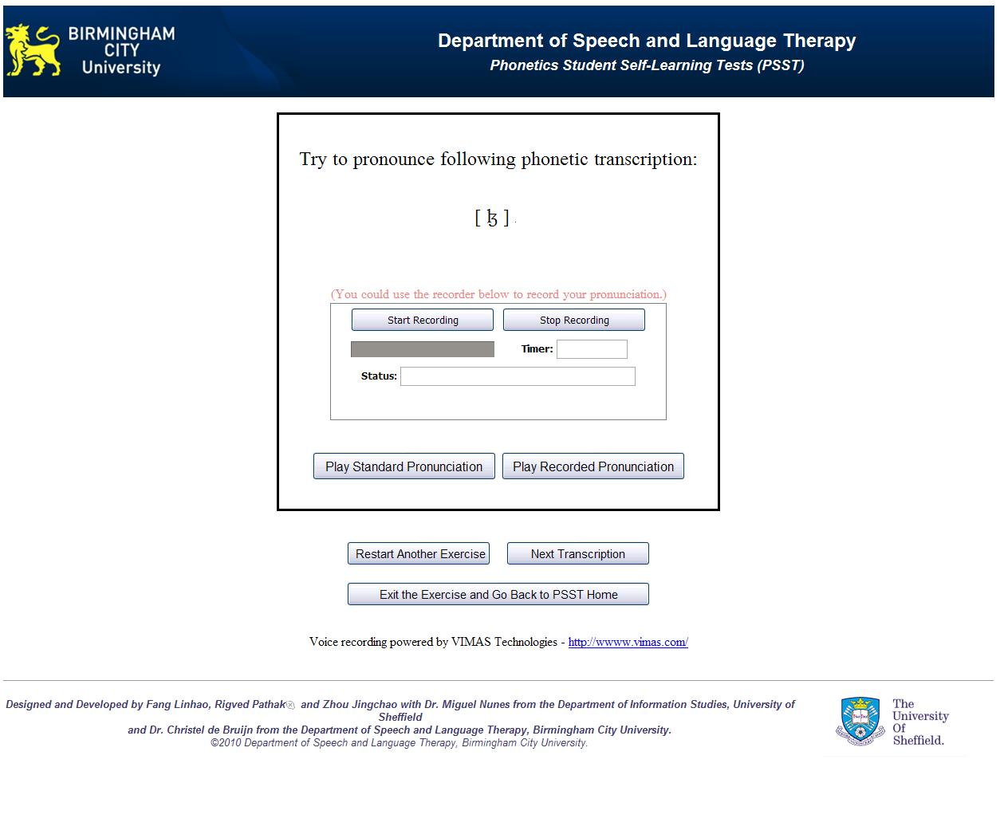 BIRMINGHAM
CITY
University
Department of Speech and Language Therapy
Phonetics Student Self-Learning Tests (PSST)
Try to pronounce following phonetic transcription:
[ ɮ ] .
(You could use the recorder below to record your pronunciation.)
Start Recording Stop Recording
Timer:
Status:
Play Standard Pronunciation Play Recorded Pronunciation
Restart Another Exercise Next Transcription
Exit the Exercise and Go Back to PSST Home
Voice recording powered by VIMAS Technologies - http://wwww.vimas.com/
Designed and Developed by Fang Linhao, Rigved Pathak and Zhou Jingchao with Dr. Miguel Nunes from the Department of Information Studies, University of
Sheffield
and Dr. Christel de Bruijn from the Department of Speech and Language Therapy, Birmingham City University.
©2010 Department of Speech and Language Therapy, Birmingham City University.
The
University
Of
Sheffield.